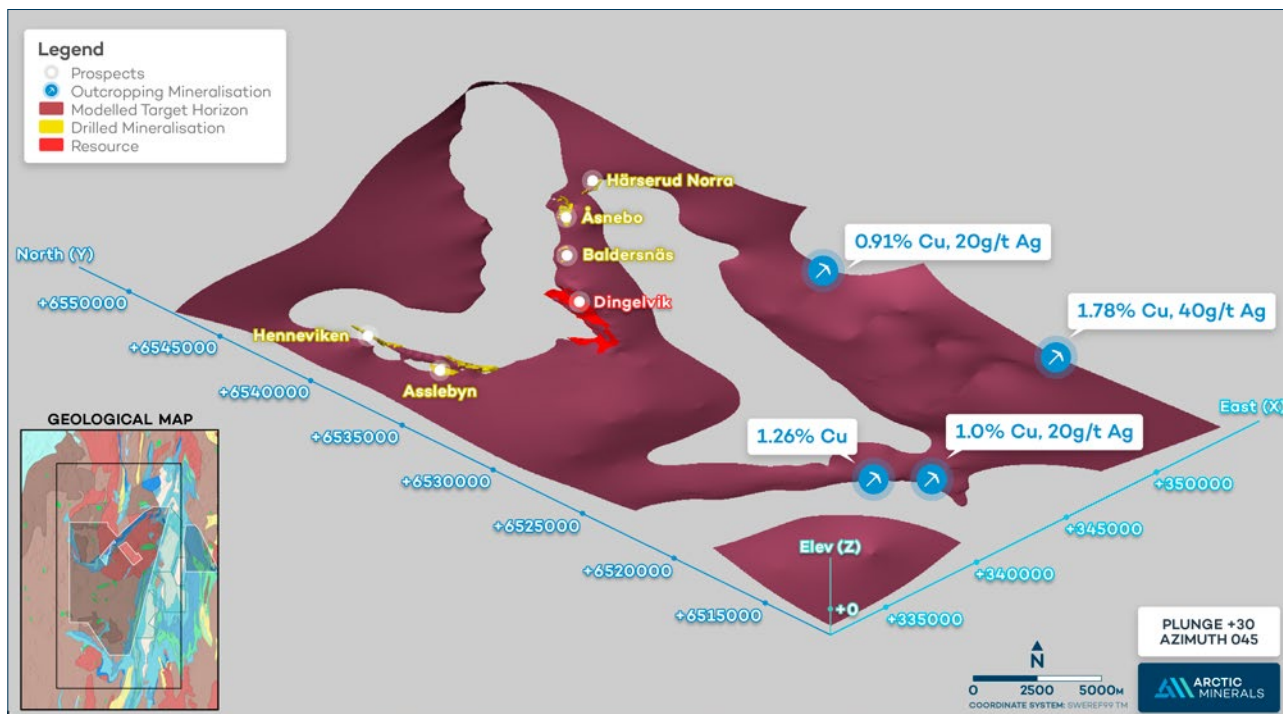 Legend
Prospects
Outcropping Mineralisation
Modelled Target Horizon
Drilled Mineralisation
Resource
Härserud Norra
Åsnebo
0.91% Cu, 20g/t Ag
North (Y)
Baldersnäs
+6550000
Dingelvik
1.78% Cu, 40g/t Ag
Henneviken
+6545000
Asslebyn
+6540000
East (X)
GEOLOGICAL MAP
+6535000
1.26% Cu
1.0% Cu, 20g/t Ag
+6530000
+350000
+6525000
+345000
Elev (Z)
+6520000
+340000
+6515000
+0
+335000
PLUNGE +30
AZIMUTH 045
N
0 2500 5000M
COORDINATE SYSTEM: SWEREF99 TM
ARCTIC
MINERALS